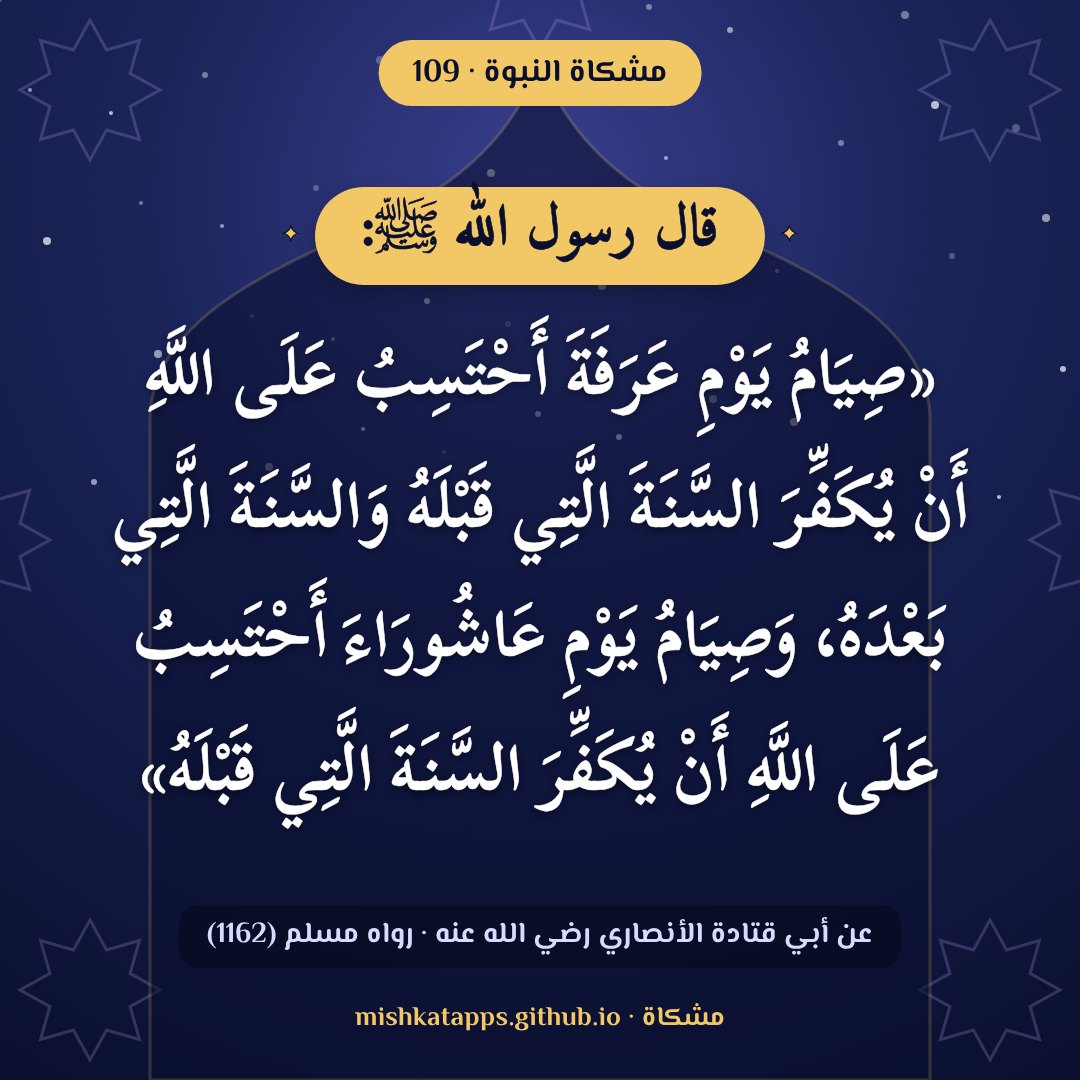 مشكاة النبوة · 109
قال رسول الله ﷺ:
«صِيَامُ يَوْمِ عَرَفَةَ أَحْتَسِبُ عَلَى اللَّهِ
أَنْ يُكَفِّرَ السَّنَةَ الَّتِي قَبْلَهُ وَالسَّنَةَ الَّتِي
بَعْدَهُ، وَصِيَامُ يَوْمِ عَاشُورَاءَ أَحْتَسِبُ
عَلَى اللَّهِ أَنْ يُكَفِّرَ السَّنَةَ الَّتِي قَبْلَهُ»
عن أبي قتادة الأنصاري رضي الله عنه · رواه مسلم (1162)
مشكاة · mishkatapps.github.io